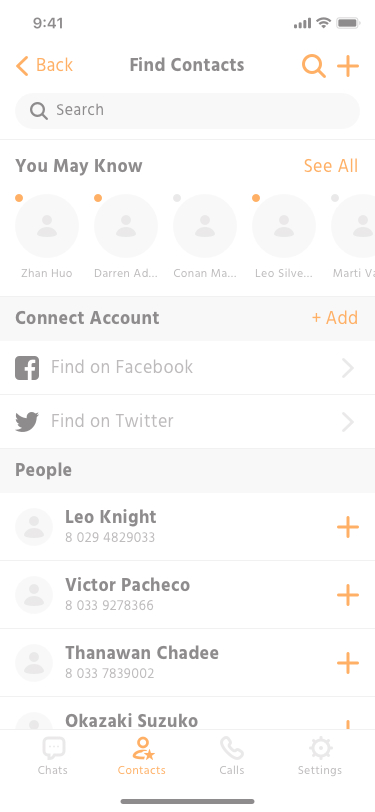 9:41
Back
Find Contacts
Search
You May Know
See All
Zhan Huo
Darren Ad...
Conan Ma...
Leo Silve...
Marti Va
Connect Account
+ Add
Find on Facebook
Find on Twitter
People
Leo Knight
8 029 4829033
Victor Pacheco
8 033 9278366
Thanawan Chadee
8 033 7839002
Okazaki Suzuko
Chats
Contacts
Calls
Settings